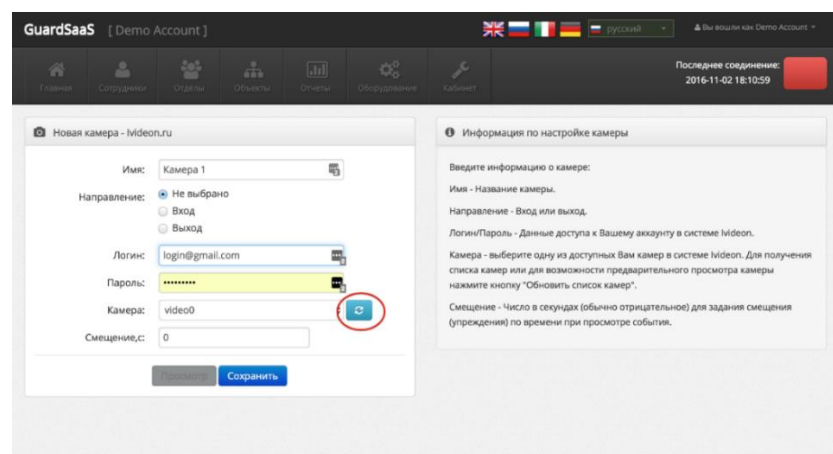 GuardSaaS [ Demo Account ]
русский
Вы вошли как Demo Account
Главная
Сотрудники
Отделы
Объекты
Отчеты
Оборудование
Кабинет
Последнее соединение:
2016-11-02 18:10:59
Новая камера - Ivideon.ru
Имя: Камера 1
Направление: Не выбрано
Вход
Выход
Логин: login@gmail.com
Пароль: •••••••••
Камера: video0
Смещение,с: 0
Просмотр Сохранить
Информация по настройке камеры
Введите информацию о камере:
Имя - Название камеры.
Направление - Вход или выход.
Логин/Пароль - Данные доступа к Вашему аккаунту в системе Ivideon.
Камера - выберите одну из доступных Вам камер в системе Ivideon. Для получения
списка камер или для возможности предварительного просмотра камеры
нажмите кнопку "Обновить список камер".
Смещение - Число в секундах (обычно отрицательное) для задания смещения
(упреждения) по времени при просмотре события.